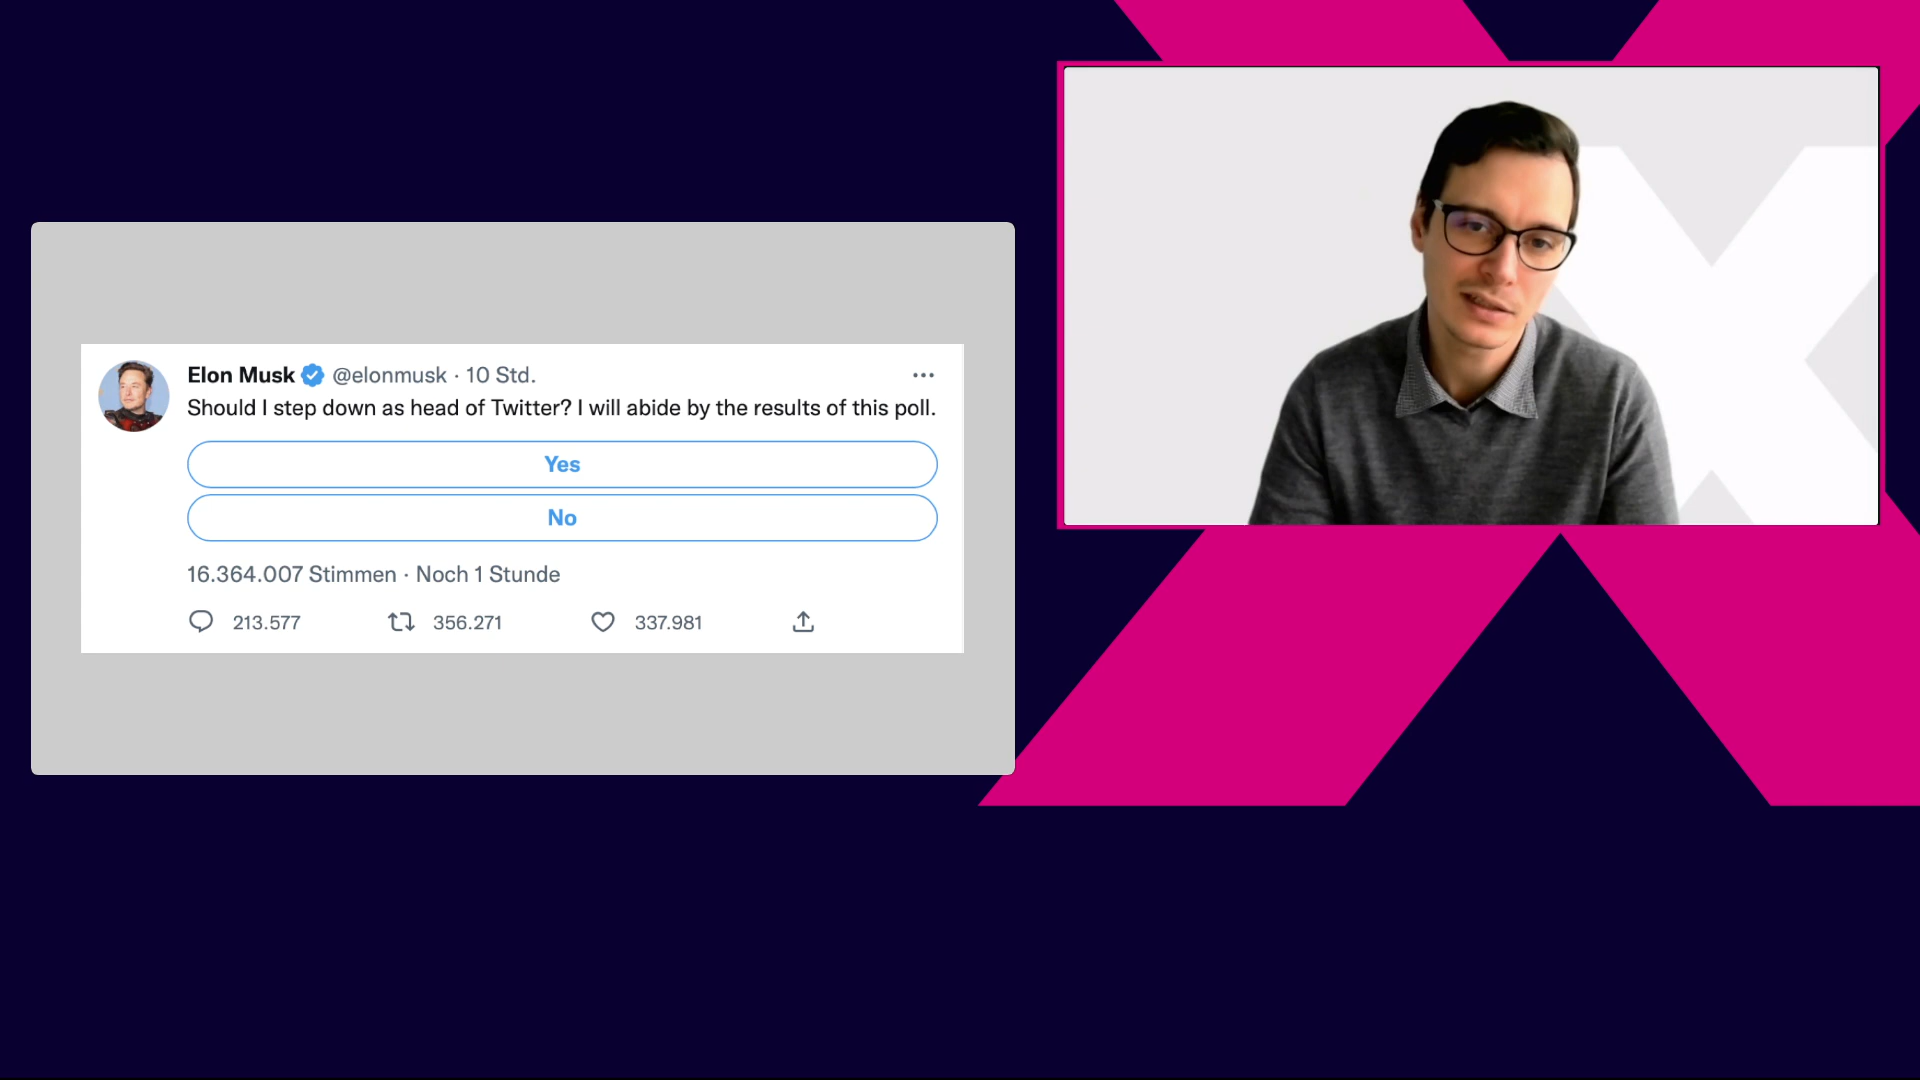 Elon Musk @elonmusk · 10 Std.
Should I step down as head of Twitter? I will abide by the results of this poll.
Yes
No
16.364.007 Stimmen · Noch 1 Stunde
213.577 356.271 337.981